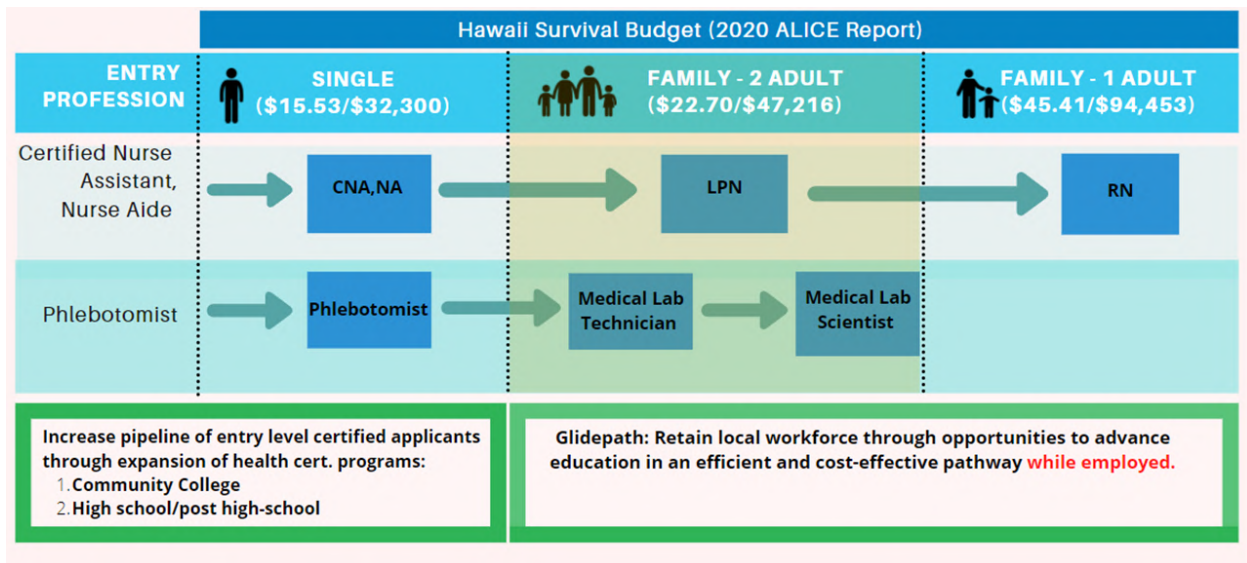 Hawaii Survival Budget (2020 ALICE Report)
ENTRY
PROFESSION
SINGLE
($15.53/$32,300)
FAMILY - 2 ADULT
($22.70/$47,216)
FAMILY - 1 ADULT
($45.41/$94,453)
Certified Nurse
Assistant,
Nurse Aide
CNA,NA
LPN
RN
Phlebotomist
Phlebotomist
Medical Lab
Technician
Medical Lab
Scientist
Increase pipeline of entry level certified applicants
through expansion of health cert. programs:
1.Community College
2.High school/post high-school
Glidepath: Retain local workforce through opportunities to advance
education in an efficient and cost-effective pathway while employed.